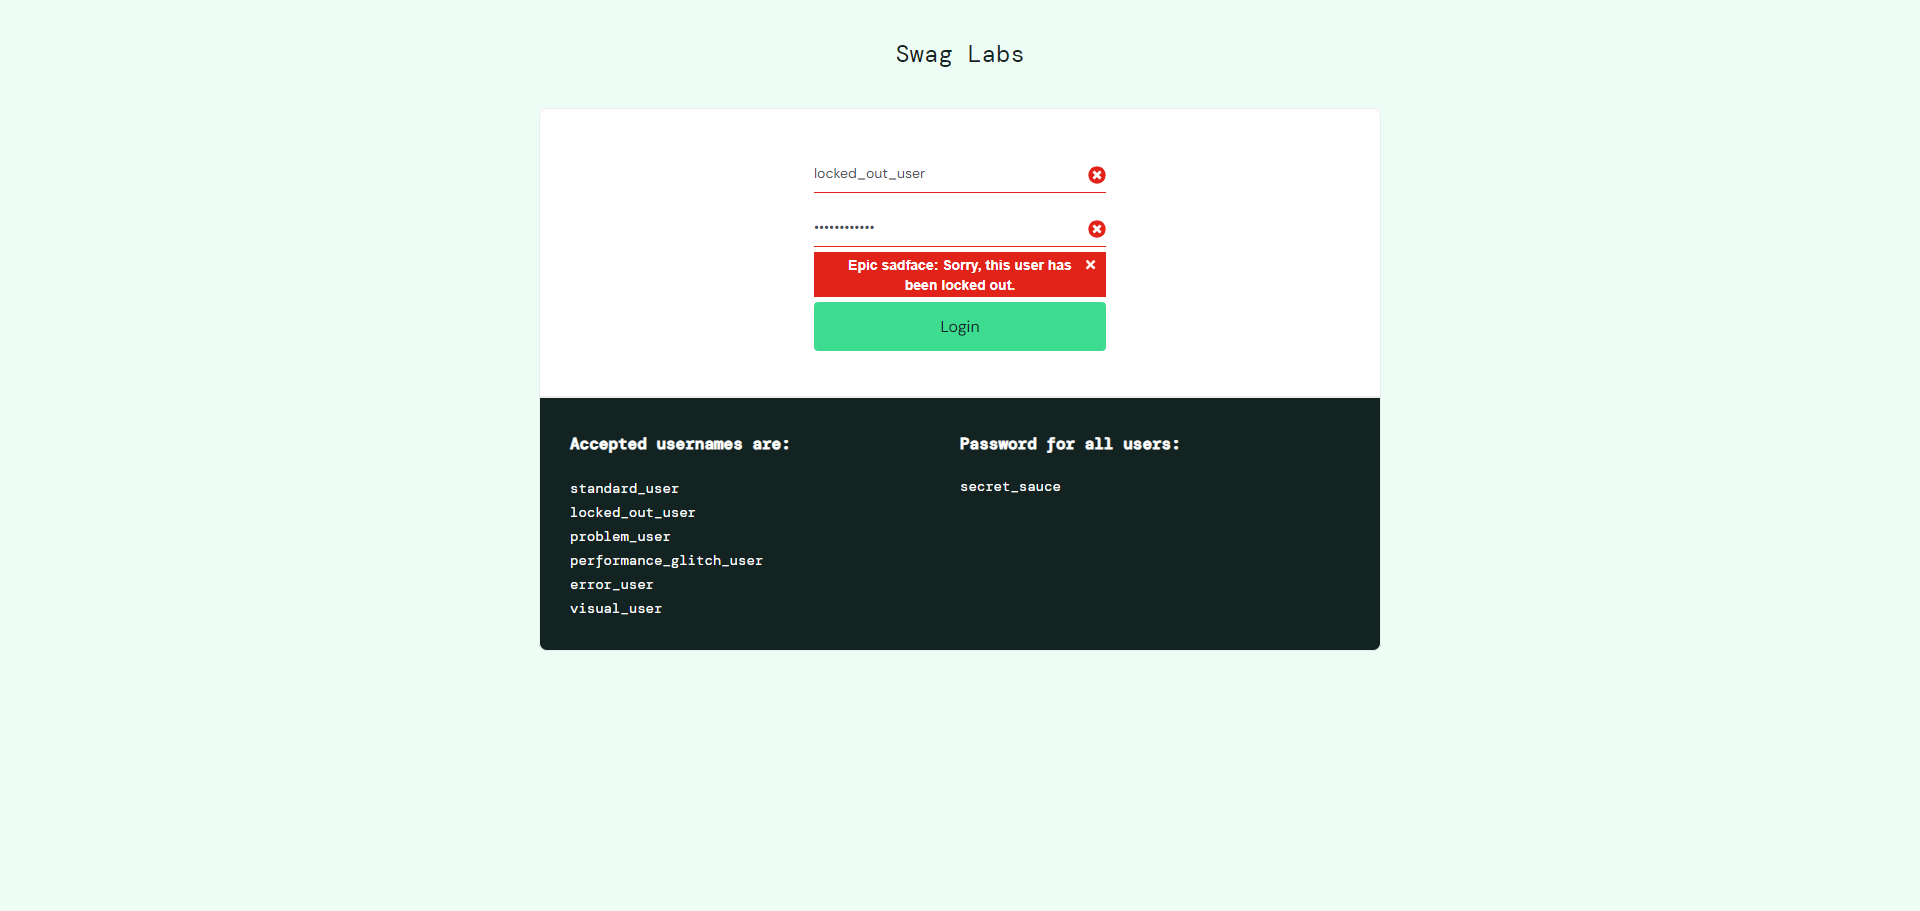 Swag Labs
locked_out_user
••••••••••••
Epic sadface: Sorry, this user has
been locked out.
Login
Accepted usernames are:
standard_user
locked_out_user
problem_user
performance_glitch_user
error_user
visual_user
Password for all users:
secret_sauce